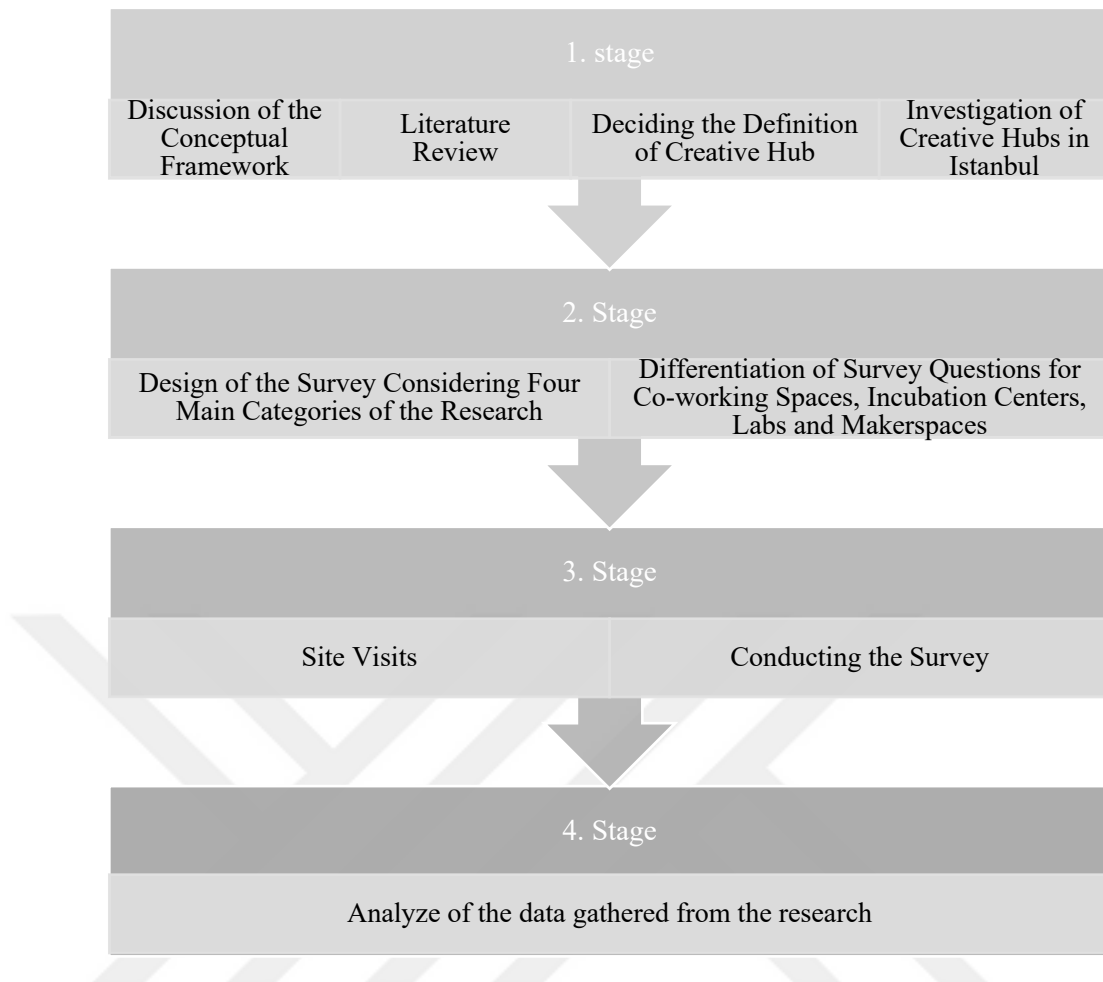 1. stage
Discussion of the
Conceptual
Framework
Literature
Review
Deciding the Definition
of Creative Hub
Investigation of
Creative Hubs in
Istanbul
2. Stage
Design of the Survey Considering Four
Main Categories of the Research
Differentiation of Survey Questions for
Co-working Spaces, Incubation Centers,
Labs and Makerspaces
3. Stage
Site Visits
Conducting the Survey
4. Stage
Analyze of the data gathered from the research